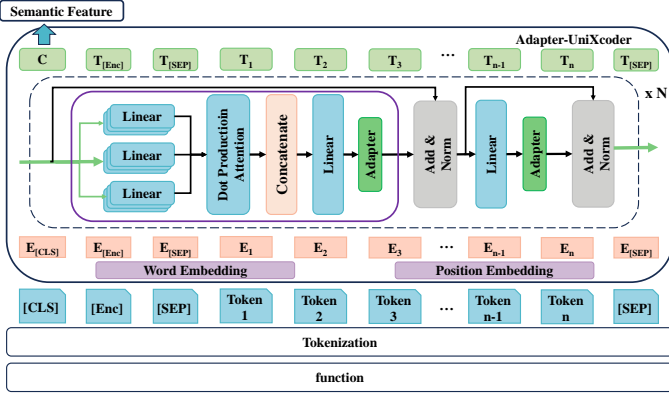 Semantic Feature
Adapter-UniXcoder
C T[Enc] T[SEP] T1 T2 T3 ... Tn-1 Tn T[SEP]
x N
Linear
Linear
Linear
Dot Productioin
Attention
Concatenate
Linear
Adapter
Add &
Norm
Linear
Adapter
Add &
Norm
E[CLS] E[Enc] E[SEP] E1 E2 E3 ... En-1 En E[SEP]
Word Embedding
Position Embedding
[CLS] [Enc] [SEP] Token 1 Token 2 Token 3 ... Token n-1 Token n [SEP]
Tokenization
function